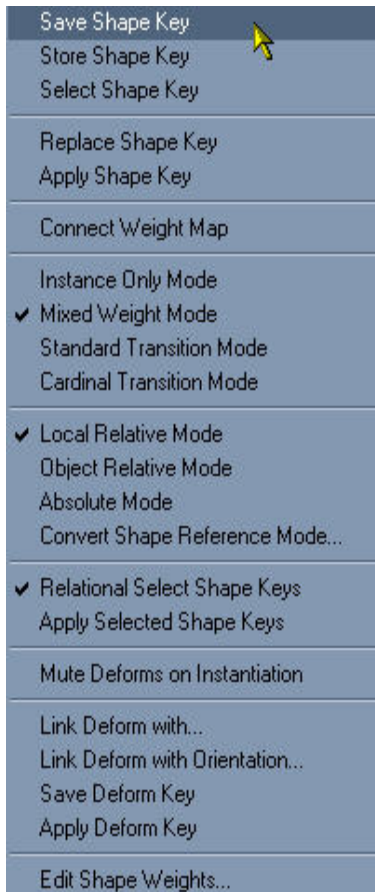 Save Shape Key
Store Shape Key
Select Shape Key
Replace Shape Key
Apply Shape Key
Connect Weight Map
Instance Only Mode
Mixed Weight Mode
Standard Transition Mode
Cardinal Transition Mode
Local Relative Mode
Object Relative Mode
Absolute Mode
Convert Shape Reference Mode...
Relational Select Shape Keys
Apply Selected Shape Keys
Mute Deforms on Instantiation
Link Deform with...
Link Deform with Orientation...
Save Deform Key
Apply Deform Key
Edit Shape Weights...